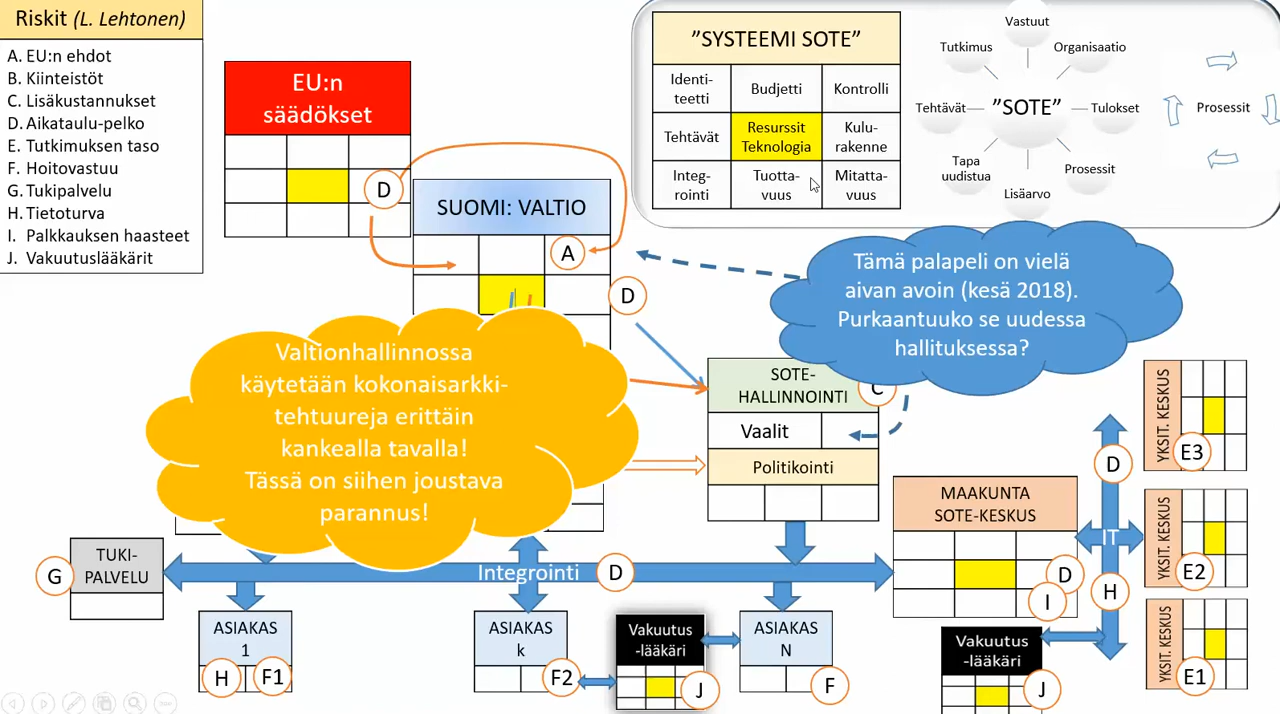 Riskit (L. Lehtonen)
A. EU:n ehdot
B. Kiinteistöt
C. Lisäkustannukset
D. Aikataulu-pelko
E. Tutkimuksen taso
F. Hoitovastuu
G. Tukipalvelu
H. Tietoturva
I. Palkkauksen haasteet
J. Vakuutuslääkärit
EU:n
säädökset
D
SUOMI: VALTIO
A
D
”SYSTEEMI SOTE”
Identi-
teetti
Budjetti
Kontrolli
Tehtävät
Resurssit
Teknologia
Kulu-
rakenne
Integ-
rointi
Tuotta-
vuus
Mitatta-
vuus
Vastuut
Tutkimus
Organisaatio
Tehtävät
”SOTE”
Tulokset
Tapa
uudistua
Prosessit
Lisäarvo
Prosessit
Tämä palapeli on vielä
aivan avoin (kesä 2018).
Purkaantuuko se uudessa
hallituksessa?
Valtionhallinnossa
käytetään kokonaisarkki-
tehtuureja erittäin
kankealla tavalla!
Tässä on siihen joustava
parannus!
SOTE-
HALLINNOINTI
C
Vaalit
Politikointi
MAAKUNTA
SOTE-KESKUS
D
I
D
IT
H
YKSIT. KESKUS
E3
YKSIT. KESKUS
E2
YKSIT. KESKUS
E1
G
TUKI-
PALVELU
Integrointi
D
ASIAKAS
1
H
F1
ASIAKAS
k
F2
Vakuutus
-lääkäri
J
ASIAKAS
N
F
Vakuutus
-lääkäri
J